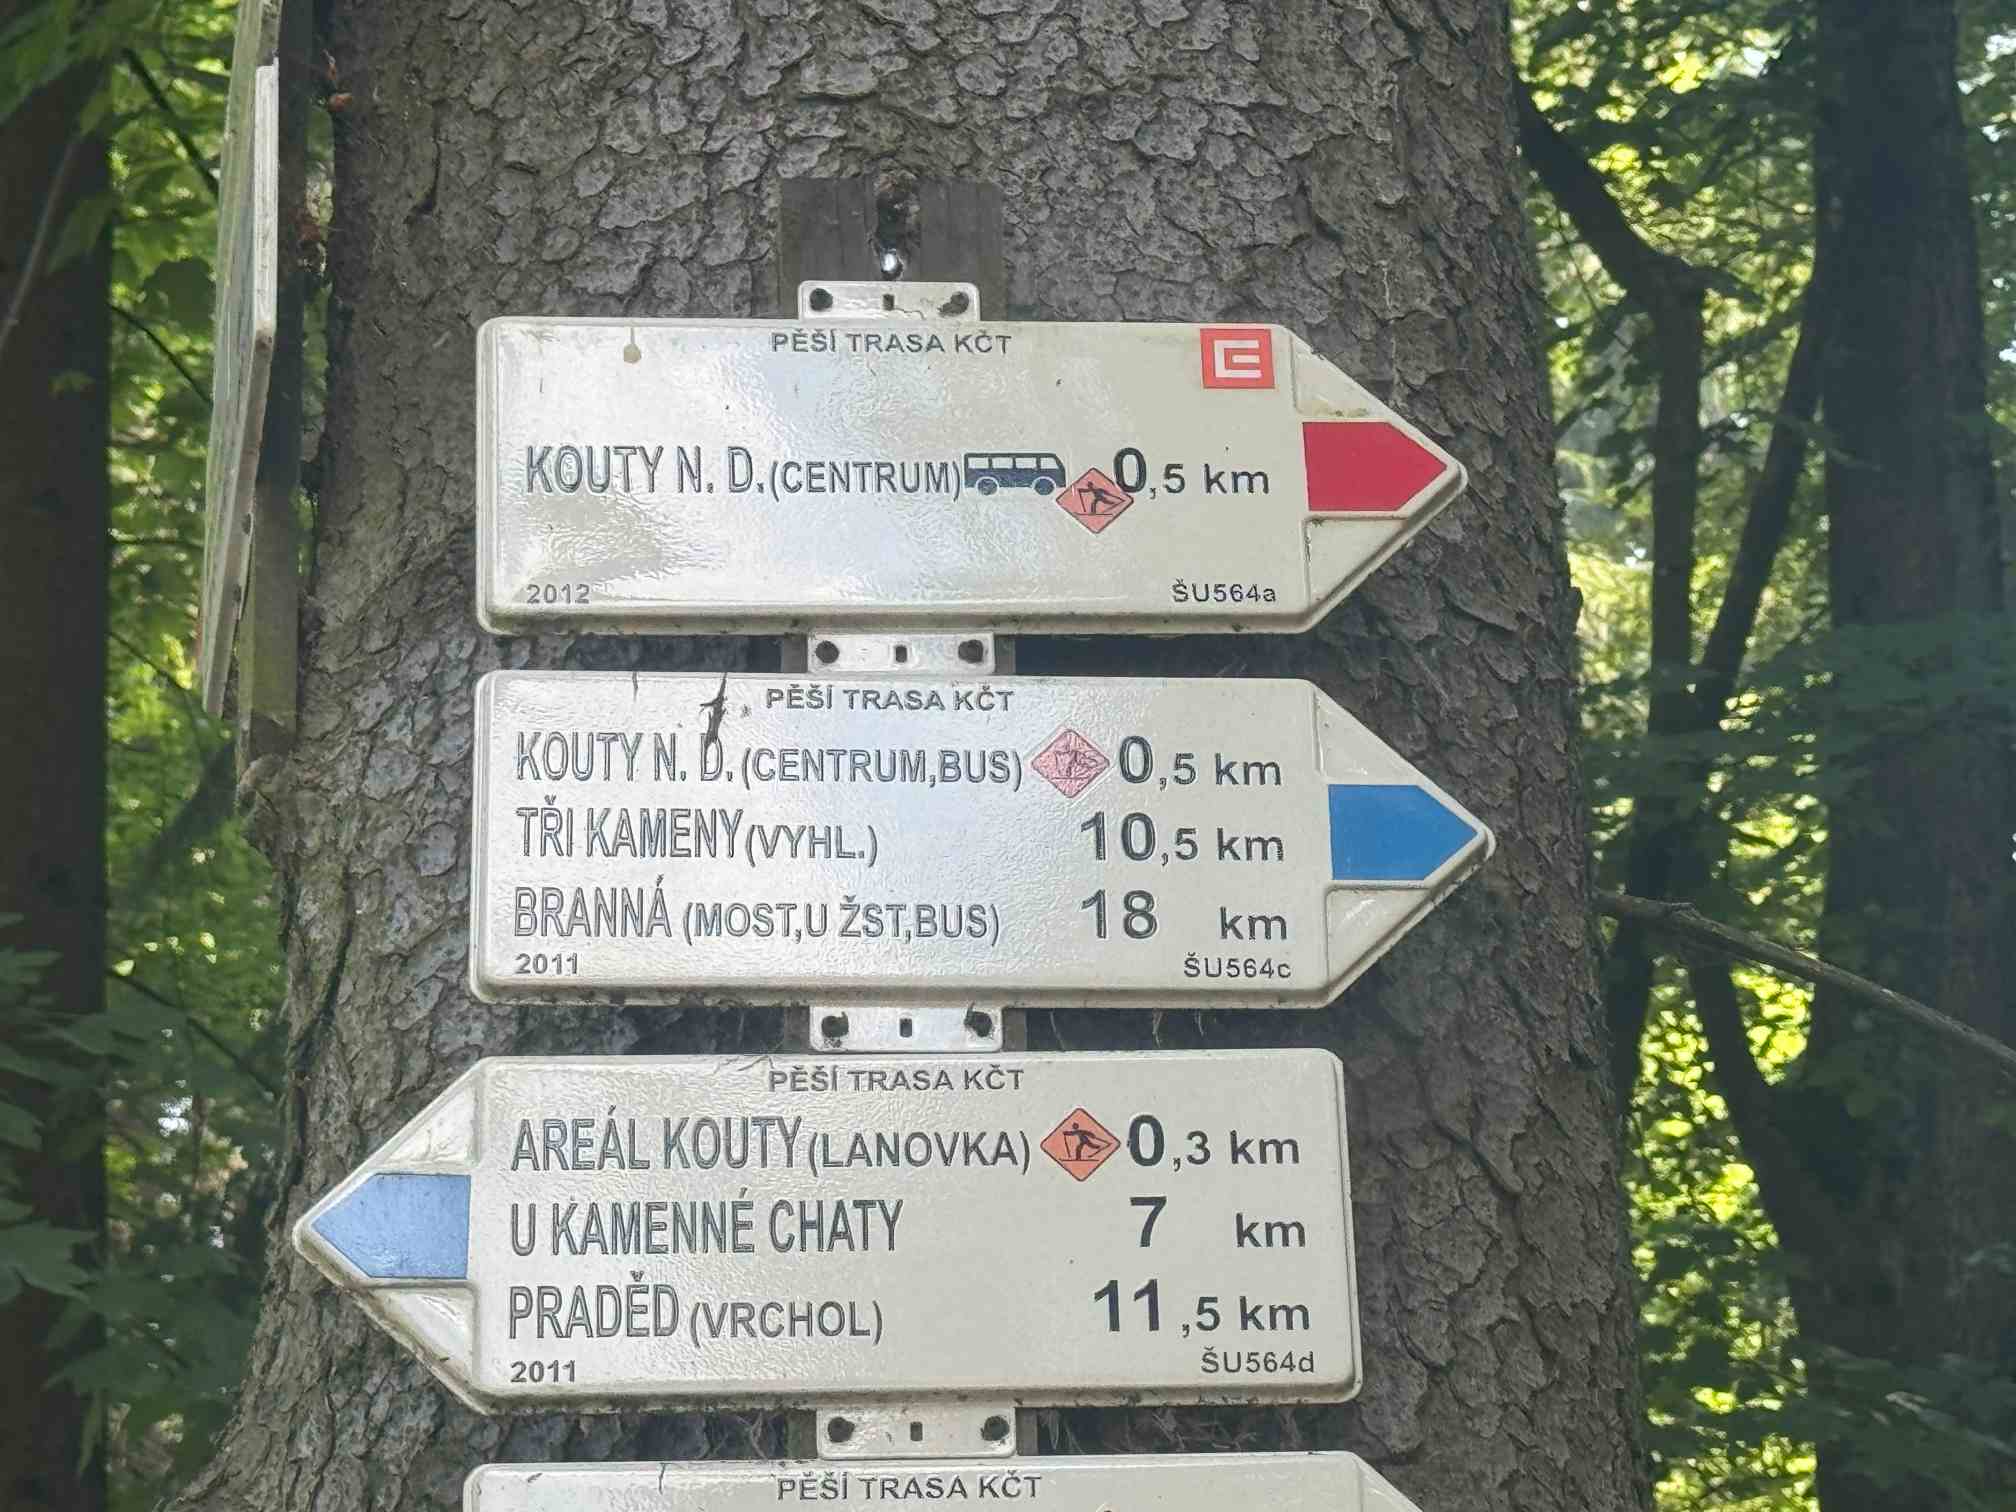 PĚŠÍ TRASA KČT
KOUTY N. D. (CENTRUM) 0,5 km
2012 ŠU564a
PĚŠÍ TRASA KČT
KOUTY N. D. (CENTRUM,BUS) 0,5 km
TŘI KAMENY (VYHL.) 10,5 km
BRANNÁ (MOST,U ŽST,BUS) 18 km
2011 ŠU564c
PĚŠÍ TRASA KČT
AREÁL KOUTY (LANOVKA) 0,3 km
U KAMENNÉ CHATY 7 km
PRADĚD (VRCHOL) 11,5 km
2011 ŠU564d
PĚŠÍ TRASA KČT